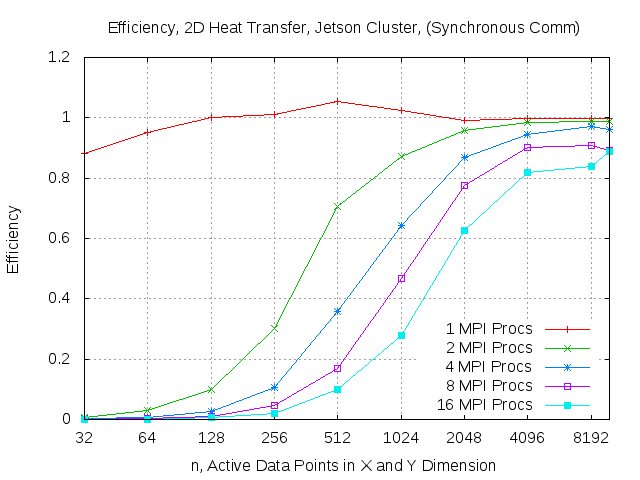 Efficiency, 2D Heat Transfer, Jetson Cluster, (Synchronous Comm)
1.2
1
0.8
0.6
0.4
0.2
0
Efficiency
32 64 128 256 512 1024 2048 4096 8192
n, Active Data Points in X and Y Dimension
1 MPI Procs
2 MPI Procs
4 MPI Procs
8 MPI Procs
16 MPI Procs